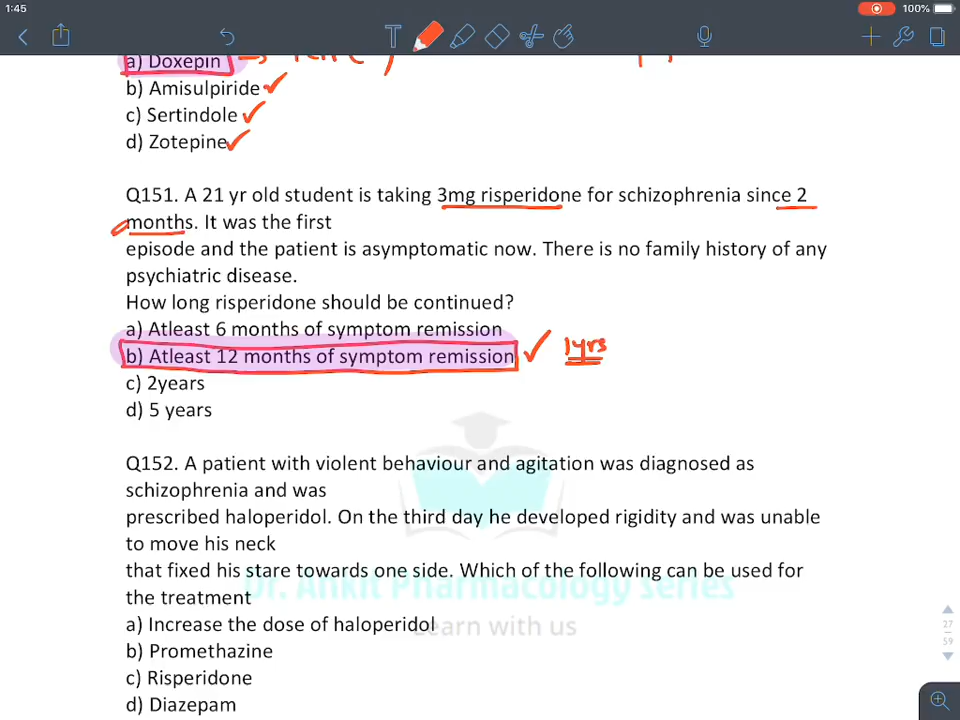 1:45
100%
a) Doxepin
b) Amisulpiride
c) Sertindole
d) Zotepine
Q151. A 21 yr old student is taking 3mg risperidone for schizophrenia since 2
months. It was the first
episode and the patient is asymptomatic now. There is no family history of any
psychiatric disease.
How long risperidone should be continued?
a) Atleast 6 months of symptom remission
b) Atleast 12 months of symptom remission
1yrs
c) 2years
d) 5 years
Q152. A patient with violent behaviour and agitation was diagnosed as
schizophrenia and was
prescribed haloperidol. On the third day he developed rigidity and was unable
to move his neck
that fixed his stare towards one side. Which of the following can be used for
the treatment
Dr. Ankit Pharmacology series
a) Increase the dose of haloperidol
Learn with us
b) Promethazine
c) Risperidone
d) Diazepam
27
59